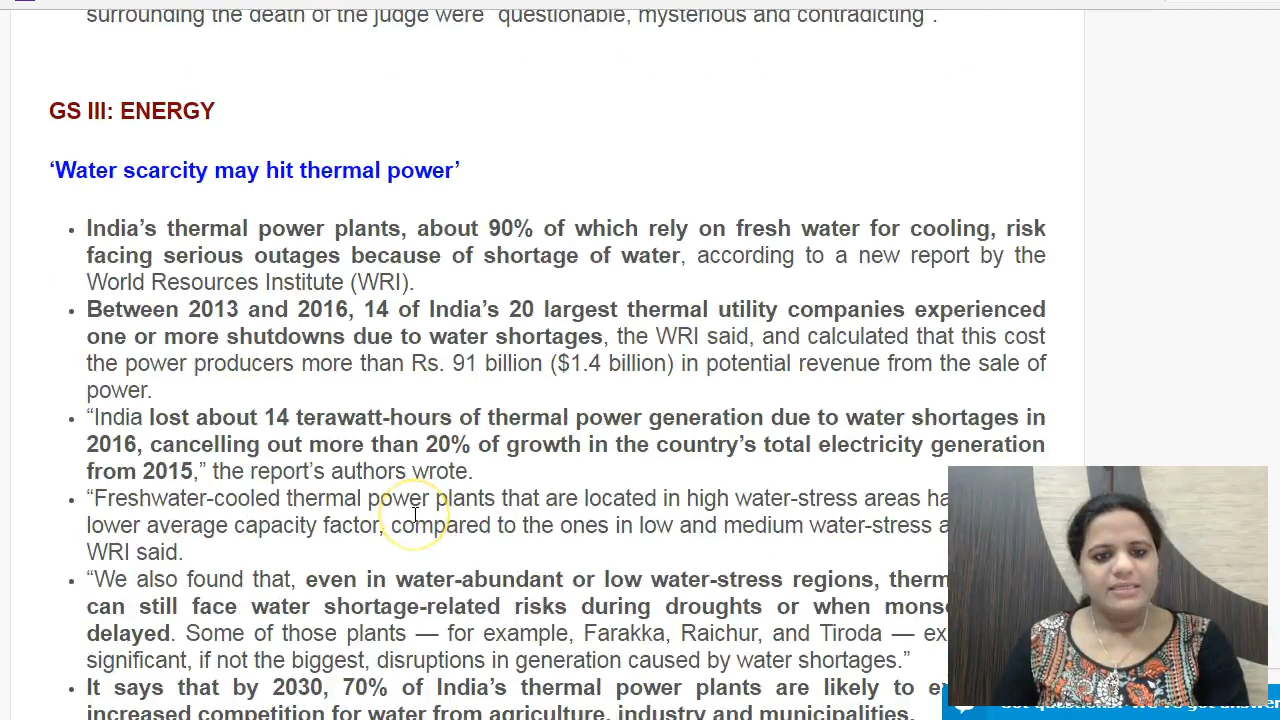 surrounding the death of the judge were "questionable, mysterious and contradicting".
GS III: ENERGY
‘Water scarcity may hit thermal power’
• India’s thermal power plants, about 90% of which rely on fresh water for cooling, risk
facing serious outages because of shortage of water, according to a new report by the
World Resources Institute (WRI).
• Between 2013 and 2016, 14 of India’s 20 largest thermal utility companies experienced
one or more shutdowns due to water shortages, the WRI said, and calculated that this cost
the power producers more than Rs. 91 billion ($1.4 billion) in potential revenue from the sale of
power.
• “India lost about 14 terawatt-hours of thermal power generation due to water shortages in
2016, cancelling out more than 20% of growth in the country’s total electricity generation
from 2015,” the report’s authors wrote.
• “Freshwater-cooled thermal power plants that are located in high water-stress areas
lower average capacity factor, compared to the ones in low and medium water-stress
WRI said.
• “We also found that, even in water-abundant or low water-stress regions,
can still face water shortage-related risks during droughts or when
delayed. Some of those plants — for example, Farakka, Raichur, and Tiroda —
significant, if not the biggest, disruptions in generation caused by water shortages.”
• It says that by 2030, 70% of India’s thermal power plants are likely to
increased competition for water from agriculture, industry and municipalities.